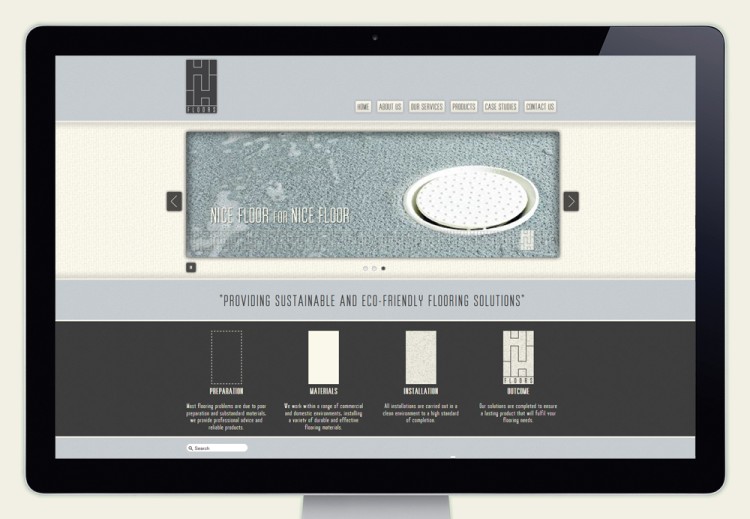 FLOORS
HOME ABOUT US OUR SERVICES PRODUCTS CASE STUDIES CONTACT US
NICE FLOOR FOR NICE FLOOR
"PROVIDING SUSTAINABLE AND ECO-FRIENDLY FLOORING SOLUTIONS"
FLOORS
PREPARATION MATERIALS INSTALLATION OUTCOME
Most flooring problems are due to poor
preparation and substandard materials,
we provide professional advice and
reliable products
We work within a range of commercial
and domestic environments, installing
a variety of durable and effective
flooring materials
All installations are carried out in a
clean environment to a high standard
of completion.
Our solutions are completed to ensure
a lasting product that will fulfil your
flooring needs.
Search